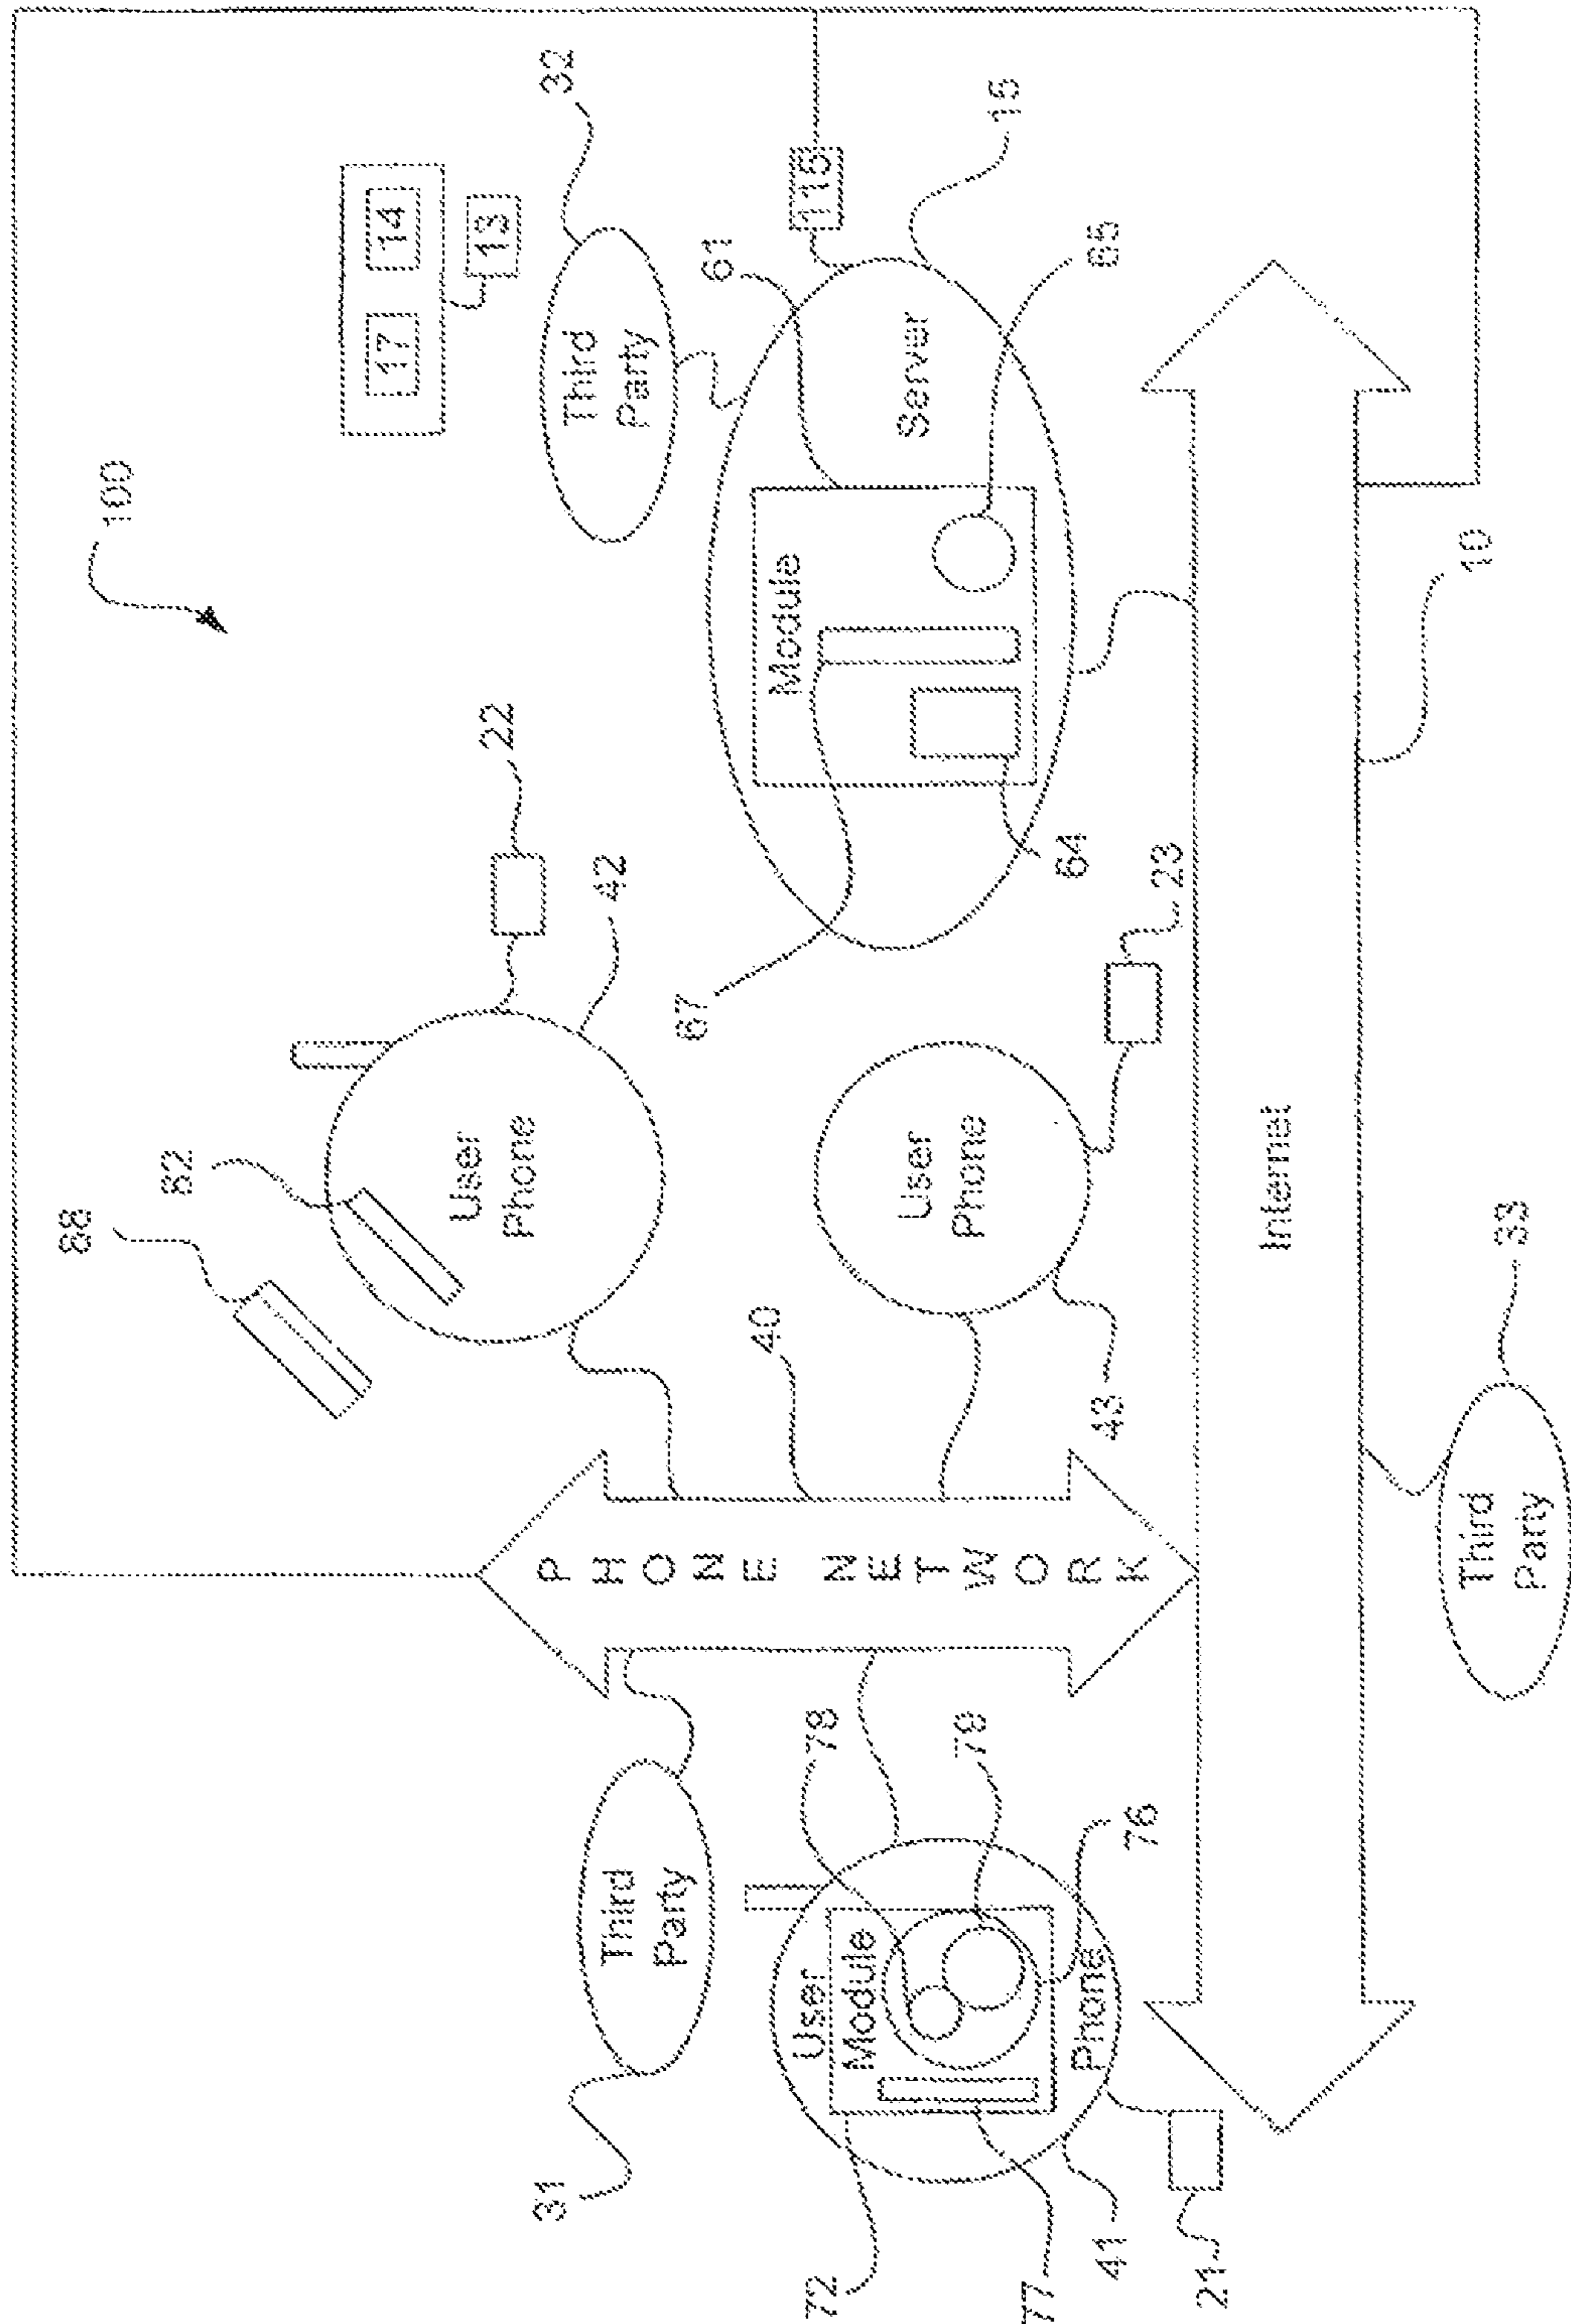 88
100
82
17 14
22
13
31
32
User
Phone
42
Third
Party
Third
Party
61
67
40
PHONE NETWORK
115
72
User
Module
Phone
78
Module
User
Phone
Server
15
78
77
64
65
41
43
76
23
21
Internet
10
33
Third
Party